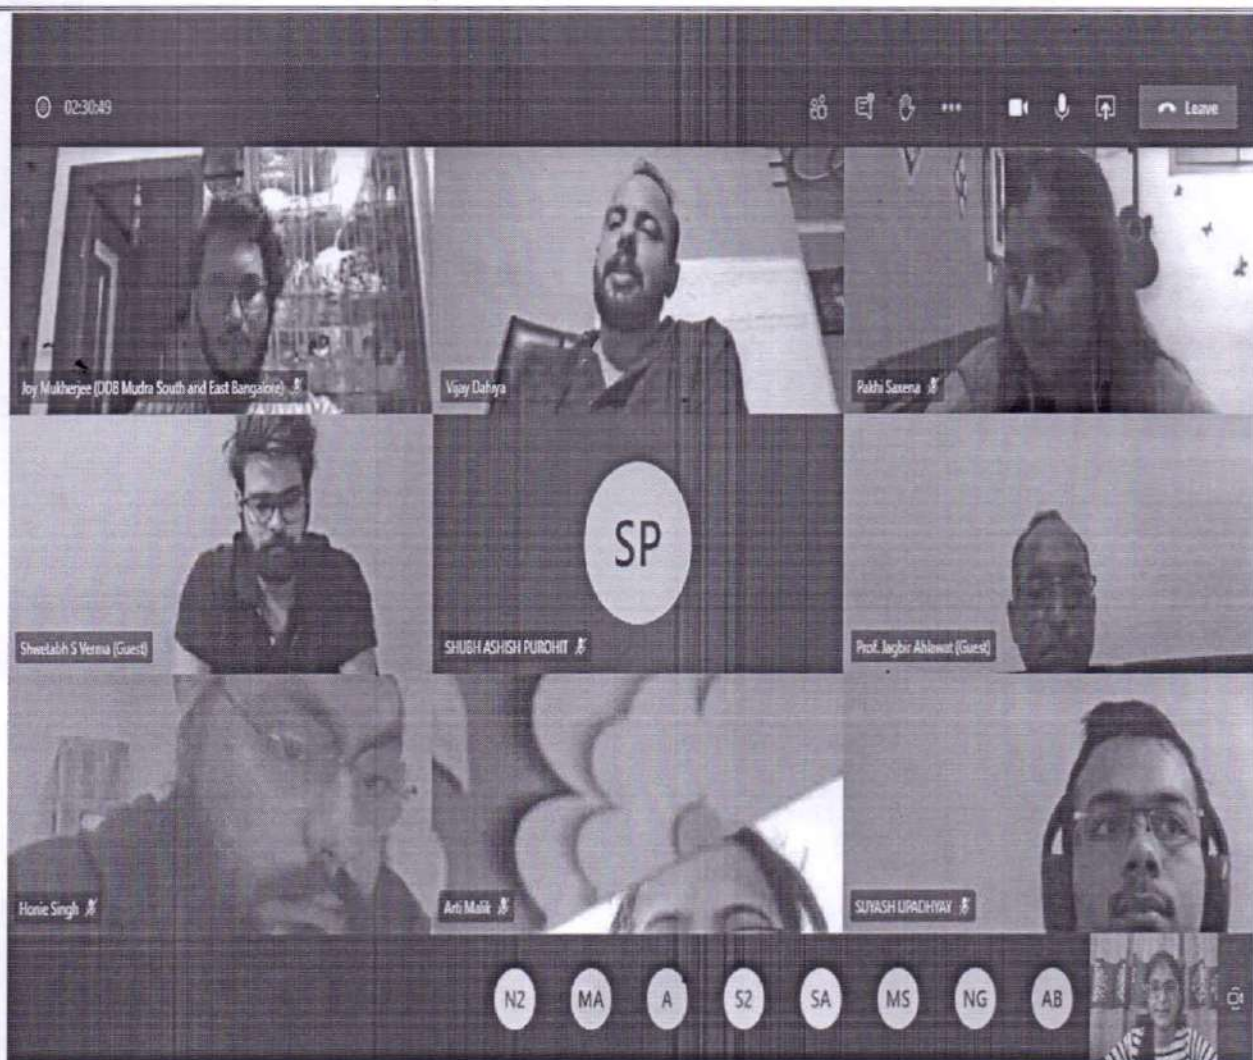 02:30:49
Leave
Joy Mukherjee (DDB Mudra South and East Bangalore)
Vijay Dahiya
Pakhi Saxena
Shwetabh S Verma (Guest)
SP
SHUBH ASHISH PUROHIT
Prof. Jagbir Ahlawat (Guest)
Honie Singh
Arti Malik
SUYASH UPADHYAY
N2
MA
A
S2
SA
MS
NG
AB